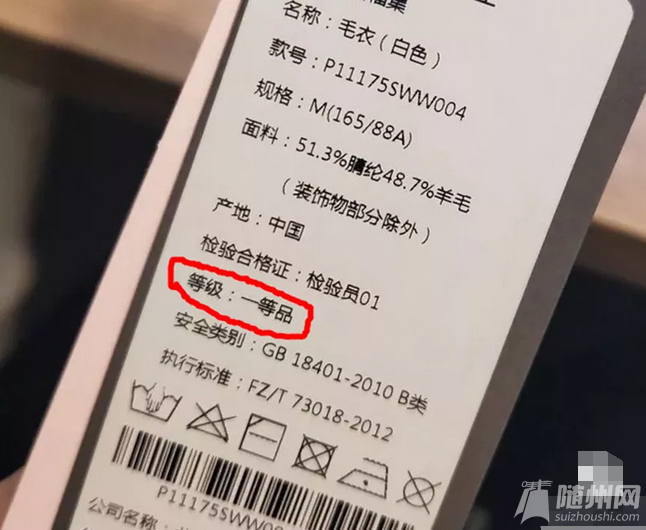 名称：毛衣（白色）
款号：P11175SWW004
规格：M(165/88A)
面料：51.3%腈纶48.7%羊毛
（装饰物部分除外）
产地：中国
检验合格证：检验员01
等级：一等品
安全类别：GB 18401-2010 B类
执行标准：FZ/T 73018-2012
P11175SWW00
公司名称：
随州网
suizhoushi.com